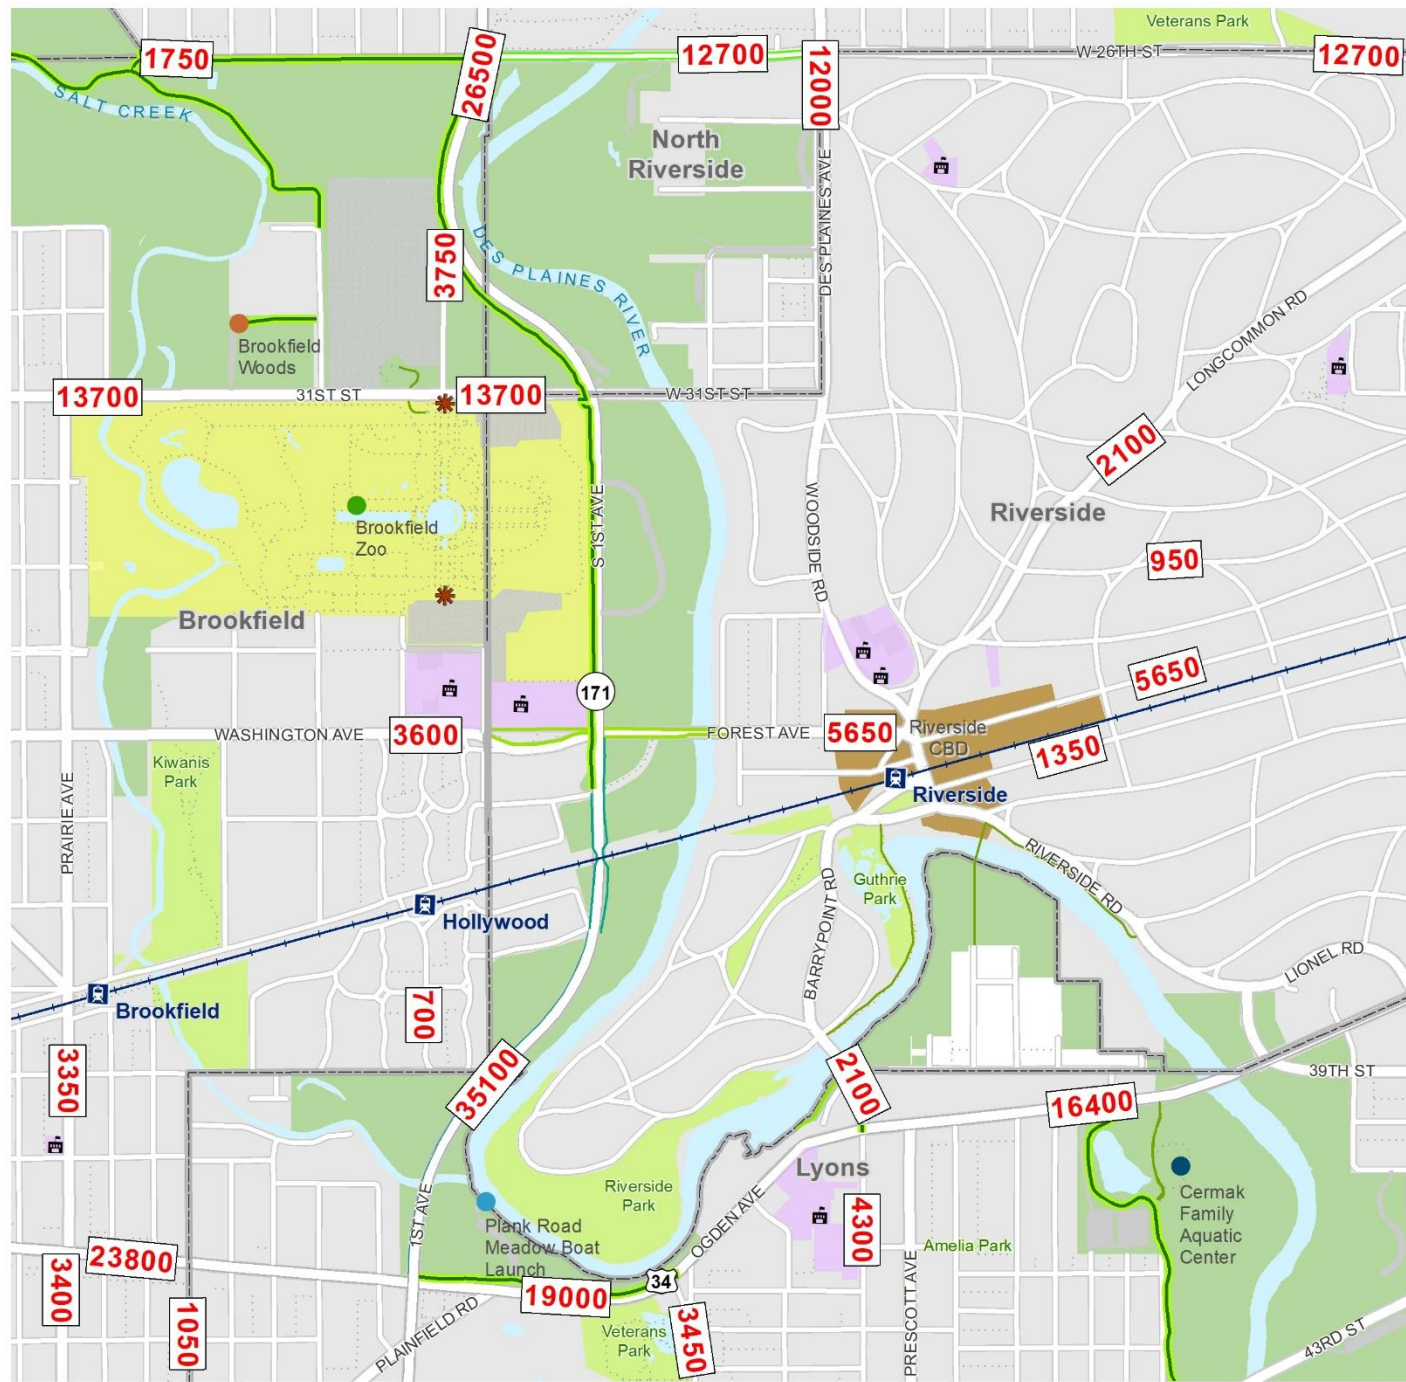 Veterans Park
1750
26500
12700
12000
W 26TH ST
12700
SALT CREEK
North
Riverside
DES PLAINES AVE
3750
DES PLAINES RIVER
Brookfield
Woods
LONGCOMMON RD
13700
31ST ST
13700
W 31ST ST
2100
Brookfield
Zoo
S 1ST AVE
WOODSIDE RD
Riverside
950
Brookfield
5650
171
WASHINGTON AVE
3600
FOREST AVE
5650
Riverside
CBD
1350
Kiwanis
Park
Riverside
PRAIRIE AVE
RIVERSIDE RD
Guthrie
Park
BARRYPOINT RD
Hollywood
LIONEL RD
Brookfield
700
3350
35100
2100
39TH ST
16400
Lyons
Riverside
Park
Cermak
Family
Aquatic
Center
1ST AVE
Plank Road
Meadow Boat
Launch
OGDEN AVE
4300
Amelia Park
23800
3400
19000
34
1050
PLAINFIELD RD
Veterans
Park
3450
PRESCOTT AVE
43RD ST